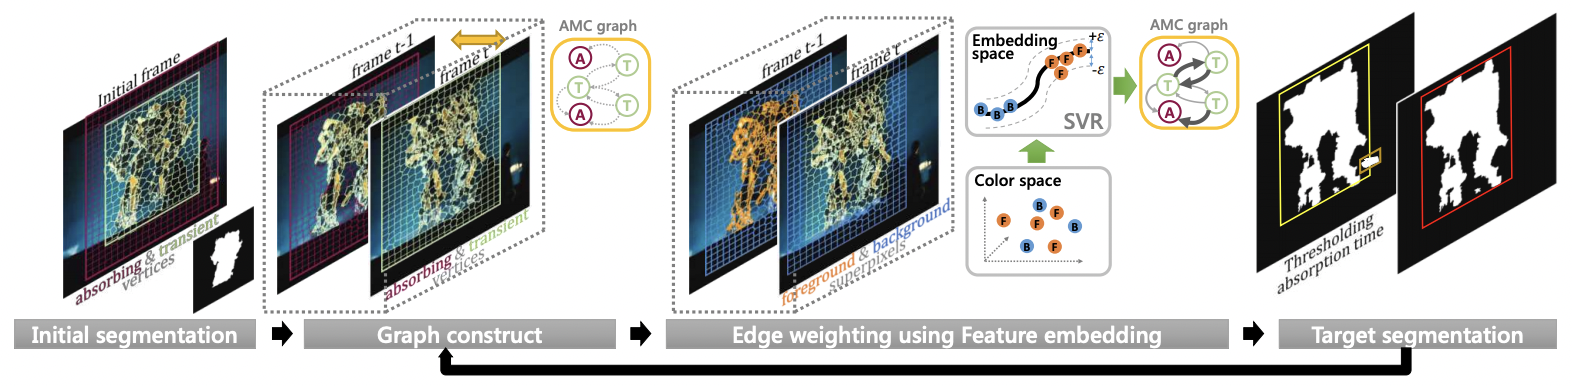 Initial frame
absorbing & transient
vertices
Initial segmentation
frame t-1
frame t
absorbing & transient
vertices
AMC graph
A
T
T
T
A
Graph construct
frame t-1
frame t
foreground & background
superpixels
Embedding
space
+ε
-ε
F
F
F
F
F
B
B
B
SVR
Color space
B
F
F
F
B
B
F
AMC graph
A
T
T
T
A
Edge weighting using Feature embedding
Thresholding
absorption time
Target segmentation